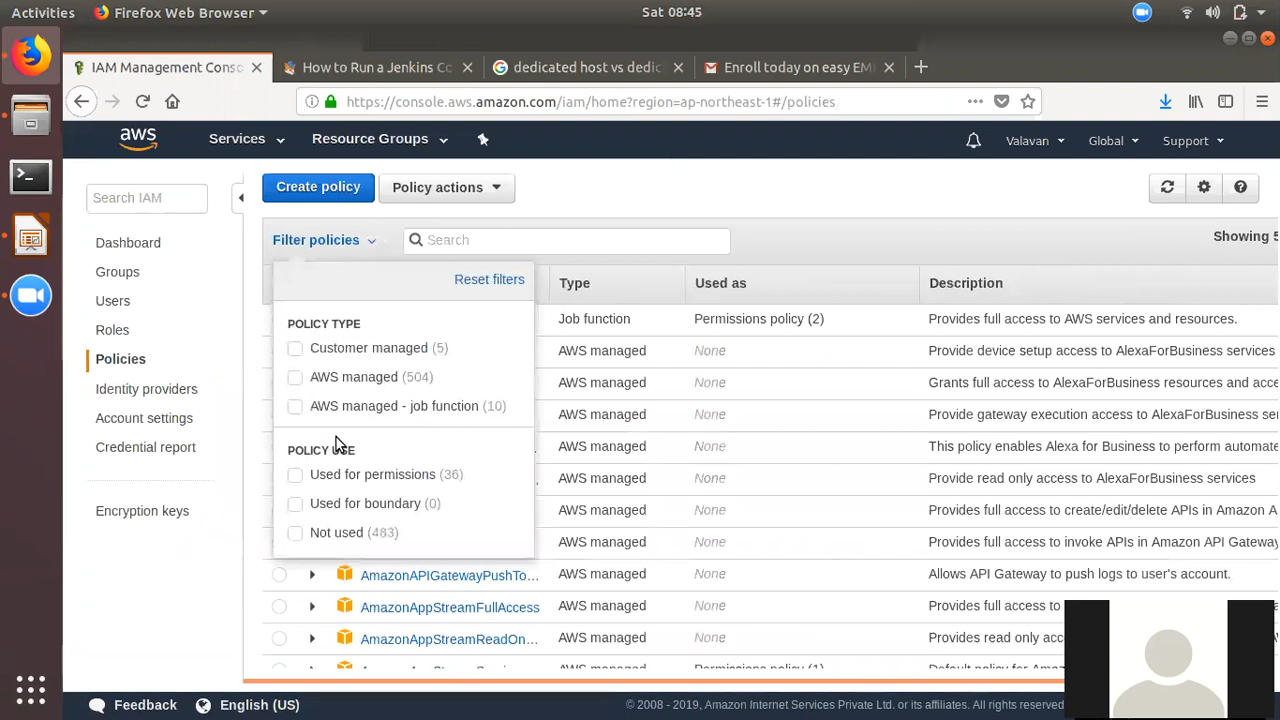 Activities Firefox Web Browser Sat 08:45
IAM Management Conso How to Run a Jenkins Co dedicated host vs dedic Enroll today on easy EMI
https://console.aws.amazon.com/iam/home?region=ap-northeast-1#/policies
aws Services Resource Groups Valavan Global Support
Search IAM
Dashboard
Groups
Users
Roles
Policies
Identity providers
Account settings
Credential report
Encryption keys
Create policy Policy actions
Filter policies Search Showing 5
Reset filters
POLICY TYPE
Customer managed (5)
AWS managed (504)
AWS managed - job function (10)
POLICY USE
Used for permissions (36)
Used for boundary (0)
Not used (483)
Type Used as Description
Job function Permissions policy (2) Provides full access to AWS services and resources.
AWS managed None Provide device setup access to AlexaForBusiness services
AWS managed None Grants full access to AlexaForBusiness resources and acce
AWS managed None Provide gateway execution access to AlexaForBusiness
AWS managed None This policy enables Alexa for Business to perform automate
AWS managed None Provide read only access to AlexaForBusiness services
AWS managed None Provides full access to create/edit/delete APIs in Amazon A
AWS managed None Provides full access to invoke APIs in Amazon API Gateway
AmazonAPIGatewayPushTo... AWS managed None Allows API Gateway to push logs to user's account.
AmazonAppStreamFullAccess AWS managed None Provides full access to
AmazonAppStreamReadOn... AWS managed None Provides read only acc
AWS managed Permissions policy (1) Default policy for Amaz
Feedback English (US) © 2008 - 2019, Amazon Internet Services Private Ltd. or its affiliates. All rights reserved